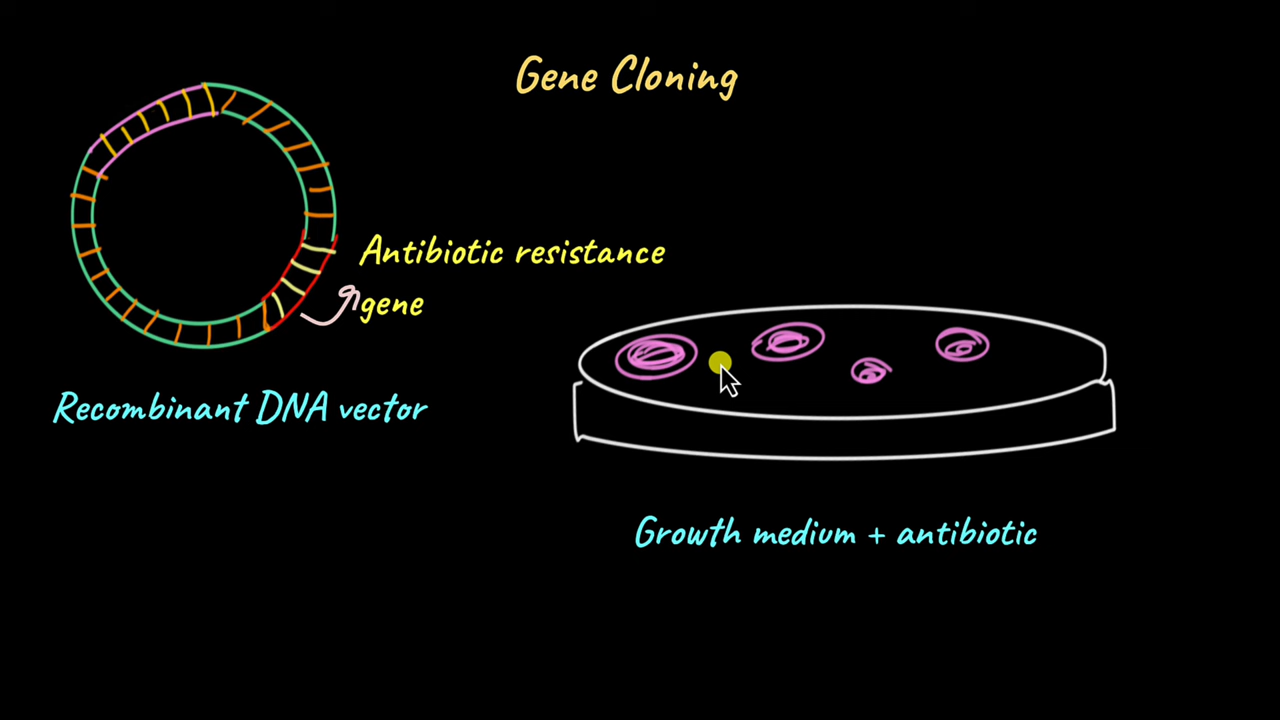 Gene Cloning
Antibiotic resistance
gene
Recombinant DNA vector
Growth medium + antibiotic